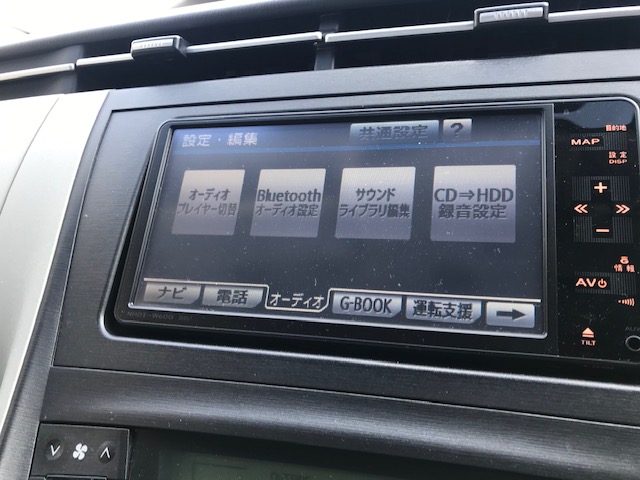 設定・編集
共通設定
?
オーディオ
プレイヤー切替
Bluetooth
オーディオ設定
サウンド
ライブラリ編集
CD⇒HDD
録音設定
ナビ
電話
オーディオ
G-BOOK
運転支援
→
目的地
MAP
設定
DISP
+
«
»
−
情報
AV
TILT